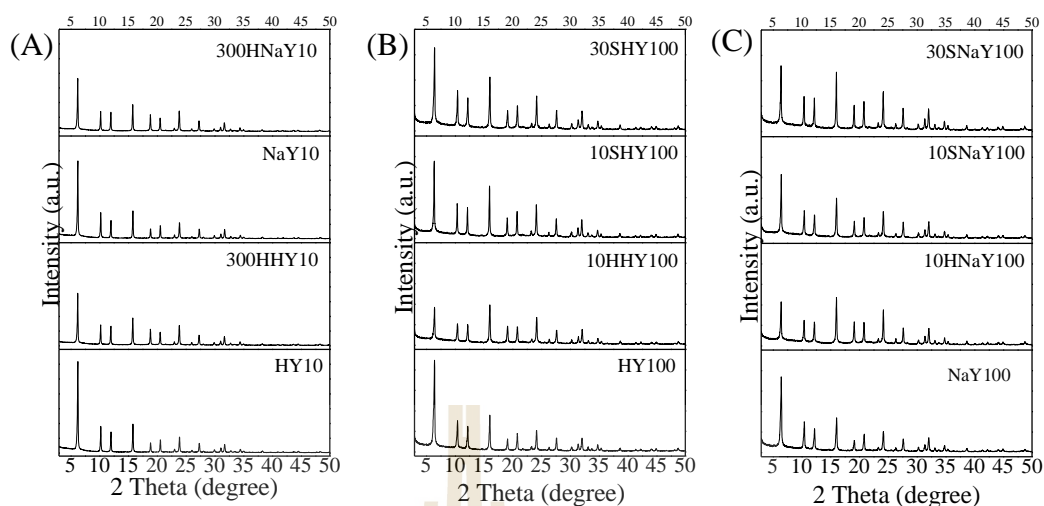 5 10 15 20 25 30 35 40 45 50
(A)
300HNaY10
NaY10
300HHY10
HY10
Intensity (a.u.)
5 10 15 20 25 30 35 40 45 50
2 Theta (degree)
5 10 15 20 25 30 35 40 45 50
(B)
30SHY100
10SHY100
10HHY100
HY100
Intensity (a.u.)
5 10 15 20 25 30 35 40 45 50
2 Theta (degree)
5 10 15 20 25 30 35 40 45 50
(C)
30SNaY100
10SNaY100
10HNaY100
NaY100
Intensity (a.u.)
5 10 15 20 25 30 35 40 45 50
2 Theta (degree)